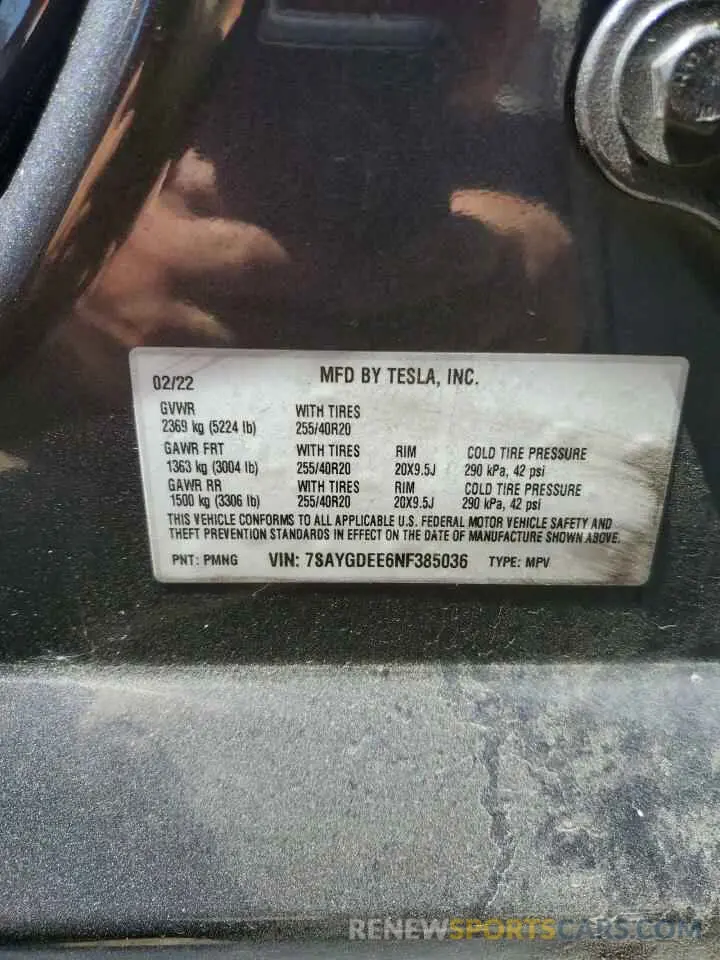 02/22 MFD BY TESLA, INC.
GVWR WITH TIRES
2369 kg (5224 lb) 255/40R20
GAWR FRT WITH TIRES RIM COLD TIRE PRESSURE
1363 kg (3004 lb) 255/40R20 20X9.5J 290 kPa, 42 psi
GAWR RR WITH TIRES RIM COLD TIRE PRESSURE
1500 kg (3306 lb) 255/40R20 20X9.5J 290 kPa, 42 psi
THIS VEHICLE CONFORMS TO ALL APPLICABLE U.S. FEDERAL MOTOR VEHICLE SAFETY AND
THEFT PREVENTION STANDARDS IN EFFECT ON THE DATE OF MANUFACTURE SHOWN ABOVE.
PNT: PMNG VIN: 7SAYGDEE6NF385036 TYPE: MPV
RENEWSPORTSCARS.COM